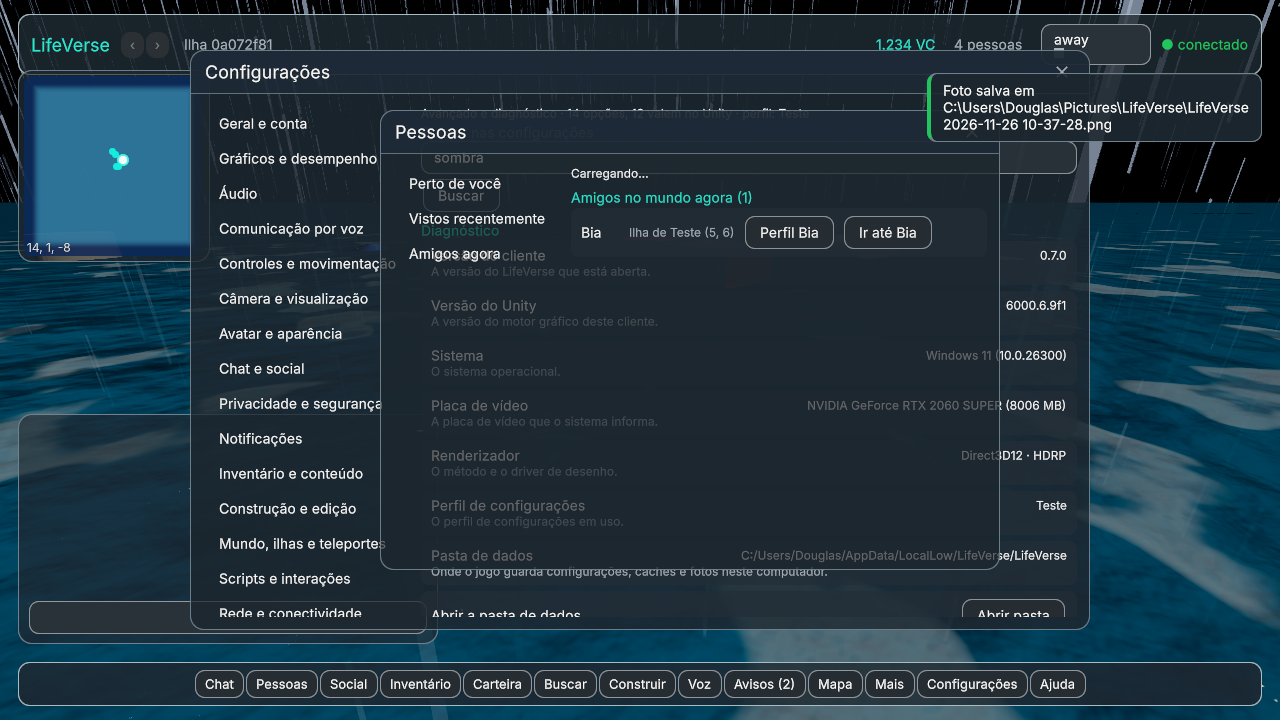 LifeVerse
‹ ›
Ilha 0a072f81
1.234 VC
4 pessoas
away
conectado
Configurações
Foto salva em
C:\Users\Douglas\Pictures\LifeVerse\LifeVerse
2026-11-26 10-37-28.png
14, 1, -8
Geral e conta
Gráficos e desempenho
Áudio
Comunicação por voz
Controles e movimentação
Câmera e visualização
Avatar e aparência
Chat e social
Privacidade e segurança
Notificações
Inventário e conteúdo
Construção e edição
Mundo, ilhas e teleportes
Scripts e interações
Rede e conectividade
Pessoas
nas configurações
sombra
Buscar
Diagnóstico
Perto de você
Vistos recentemente
Amigos agora
Carregando...
Amigos no mundo agora (1)
Bia
Ilha de Teste (5, 6)
Perfil Bia
Ir até Bia
cliente
0.7.0
A versão do LifeVerse que está aberta.
Versão do Unity
6000.6.9f1
A versão do motor gráfico deste cliente.
Sistema
Windows 11 (10.0.26300)
O sistema operacional.
Placa de vídeo
NVIDIA GeForce RTX 2060 SUPER (8006 MB)
A placa de vídeo que o sistema informa.
Renderizador
Direct3D12 · HDRP
O método e o driver de desenho.
Perfil de configurações
Teste
O perfil de configurações em uso.
Pasta de dados
C:/Users/Douglas/AppData/LocalLow/LifeVerse/LifeVerse
Onde o jogo guarda configurações, caches e fotos neste computador.
Abrir a pasta de dados
Abrir pasta
Chat
Pessoas
Social
Inventário
Carteira
Buscar
Construir
Voz
Avisos (2)
Mapa
Mais
Configurações
Ajuda